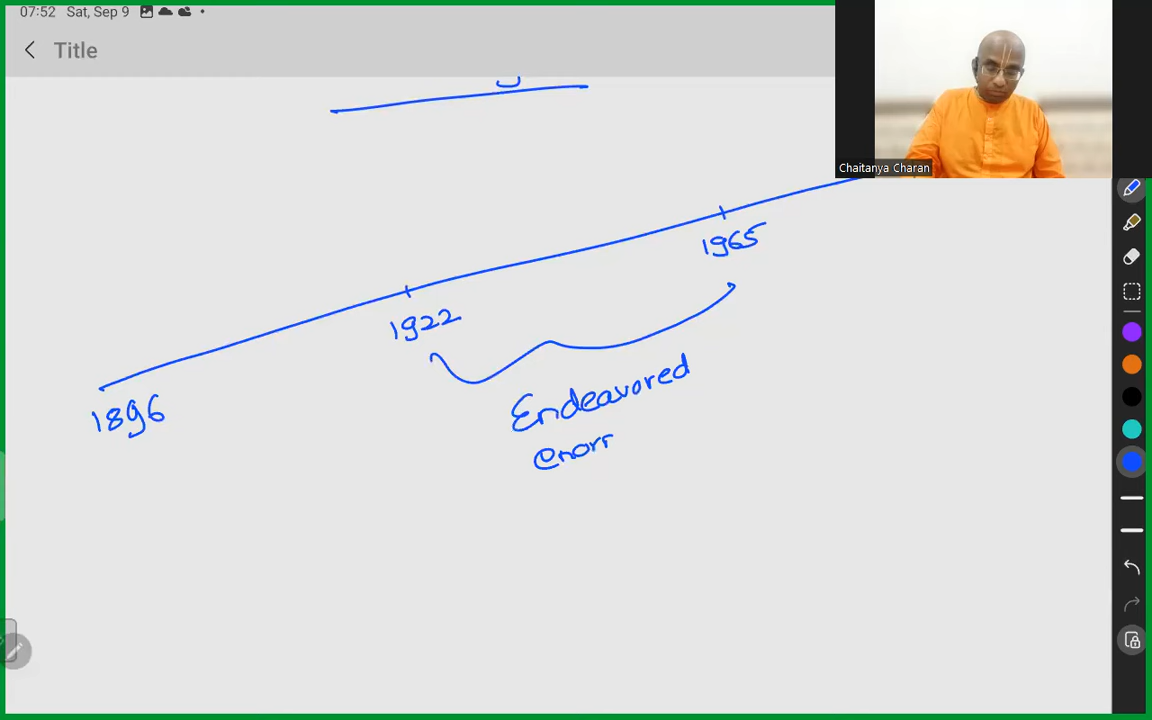 07:52 Sat, Sep 9
Title
Chaitanya Charan
1965
1922
1896
Endeavored
enorr